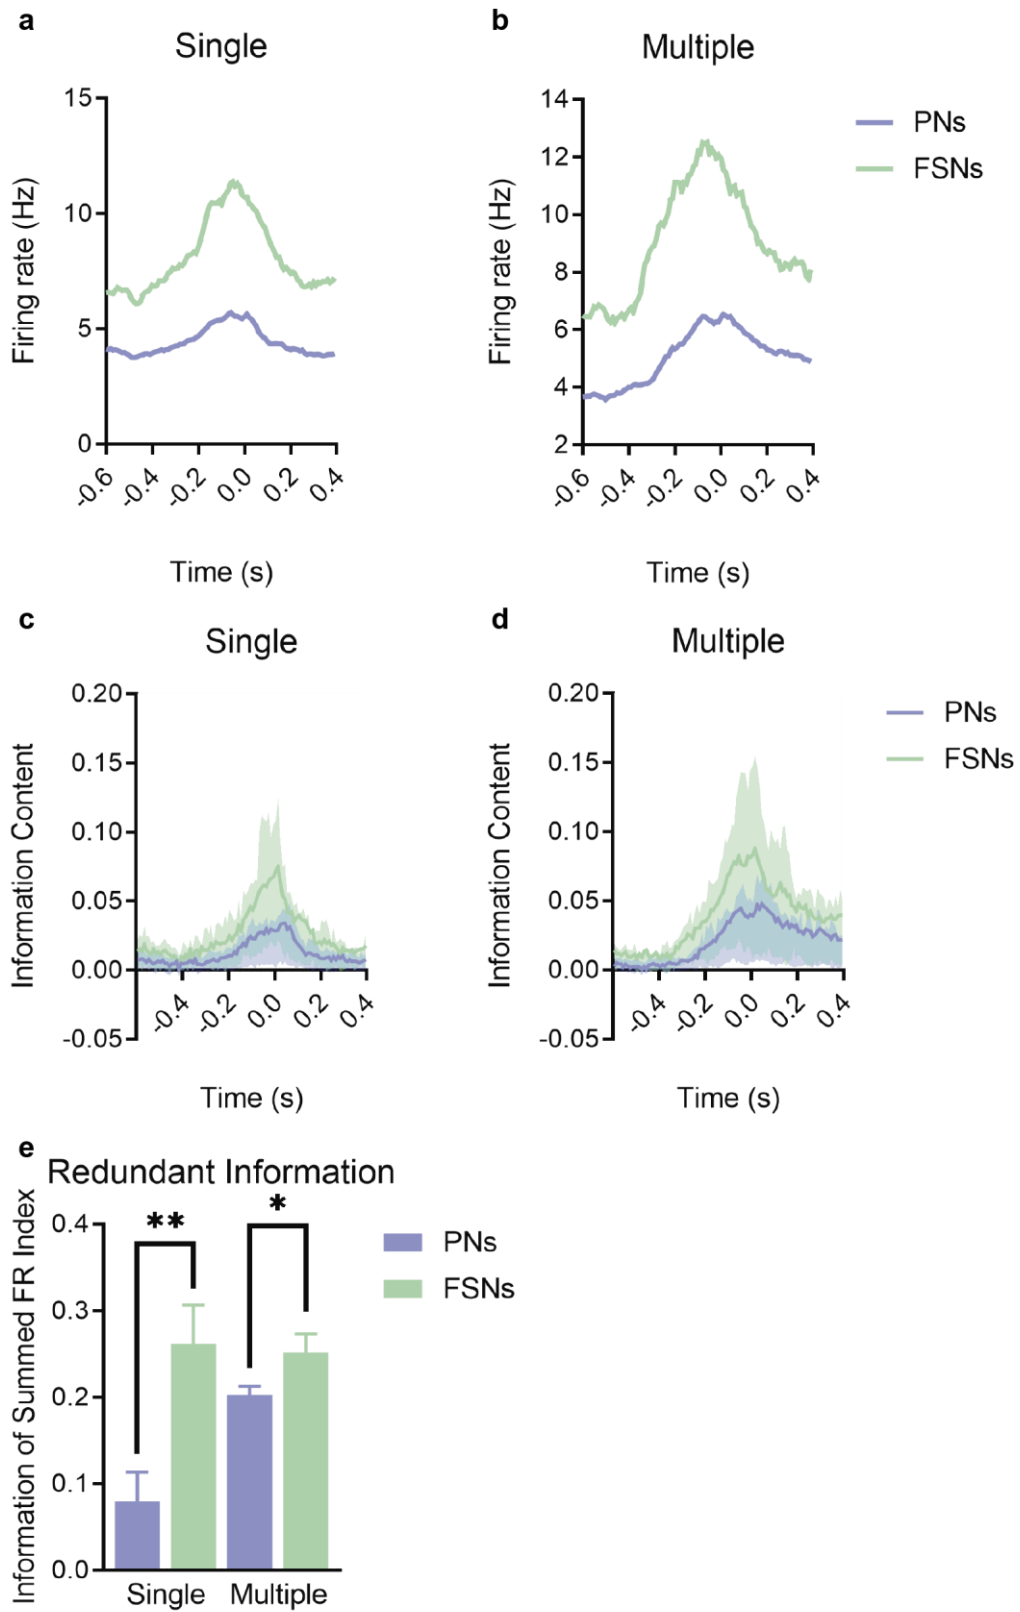 a
Single
15
10
5
0
Firing rate (Hz)
-0.6 -0.4 -0.2 0.0 0.2 0.4
Time (s)
b
Multiple
14
12
10
8
6
4
2
Firing rate (Hz)
-0.6 -0.4 -0.2 0.0 0.2 0.4
Time (s)
PNs
FSNs
c
Single
0.20
0.15
0.10
0.05
0.00
-0.05
Information Content
-0.4 -0.2 0.0 0.2 0.4
Time (s)
d
Multiple
0.20
0.15
0.10
0.05
0.00
-0.05
Information Content
-0.4 -0.2 0.0 0.2 0.4
Time (s)
PNs
FSNs
e
Redundant Information
0.4
0.3
0.2
0.1
0.0
Information of Summed FR Index
**
*
Single Multiple
PNs
FSNs